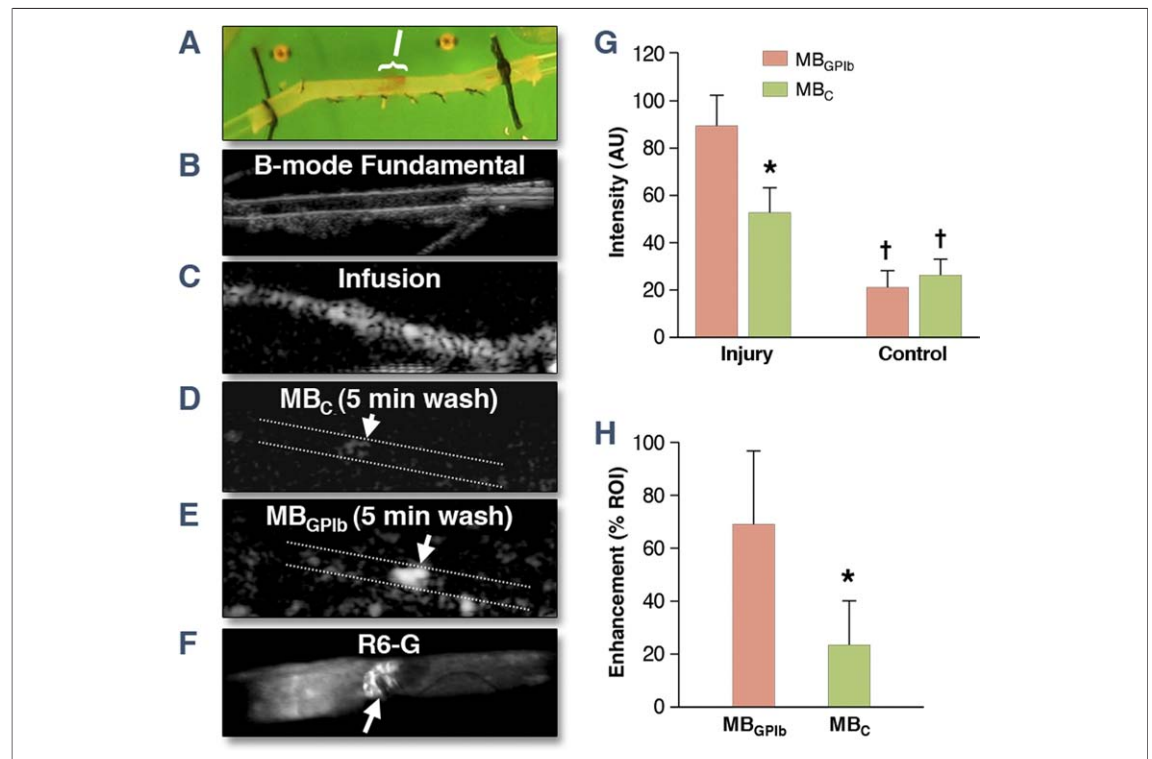 A
B
B-mode Fundamental
C
Infusion
D
MBC (5 min wash)
E
MBGPIb (5 min wash)
F
R6-G
G
120
100
80
60
40
20
0
Intensity (AU)
MBGPIb
MBC
*
†
†
Injury
Control
H
100
80
60
40
20
0
Enhancement (% ROI)
*
MBGPIb
MBC